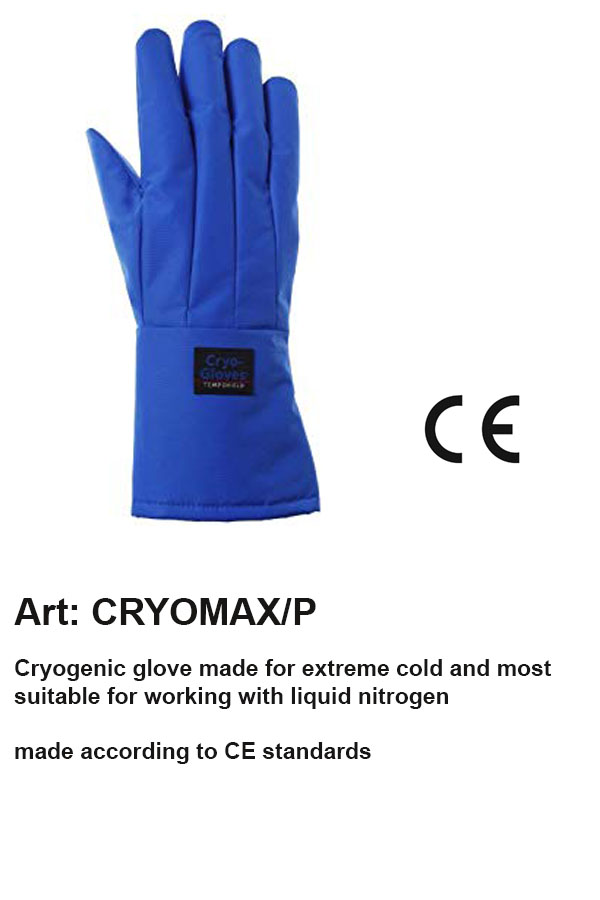 Cryo-
Gloves
TEMPSHIELD
CE
Art: CRYOMAX/P
Cryogenic glove made for extreme cold and most
suitable for working with liquid nitrogen
made according to CE standards